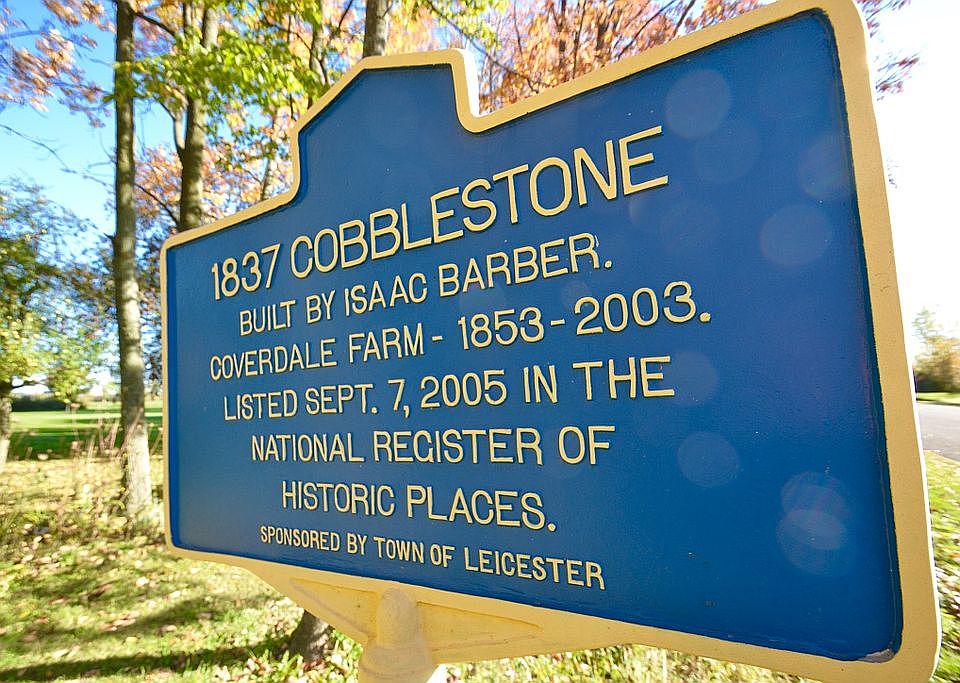 1837 COBBLESTONE
BUILT BY ISAAC BARBER.
COVERDALE FARM - 1853-2003.
LISTED SEPT. 7, 2005 IN THE
NATIONAL REGISTER OF
HISTORIC PLACES.
SPONSORED BY TOWN OF LEICESTER